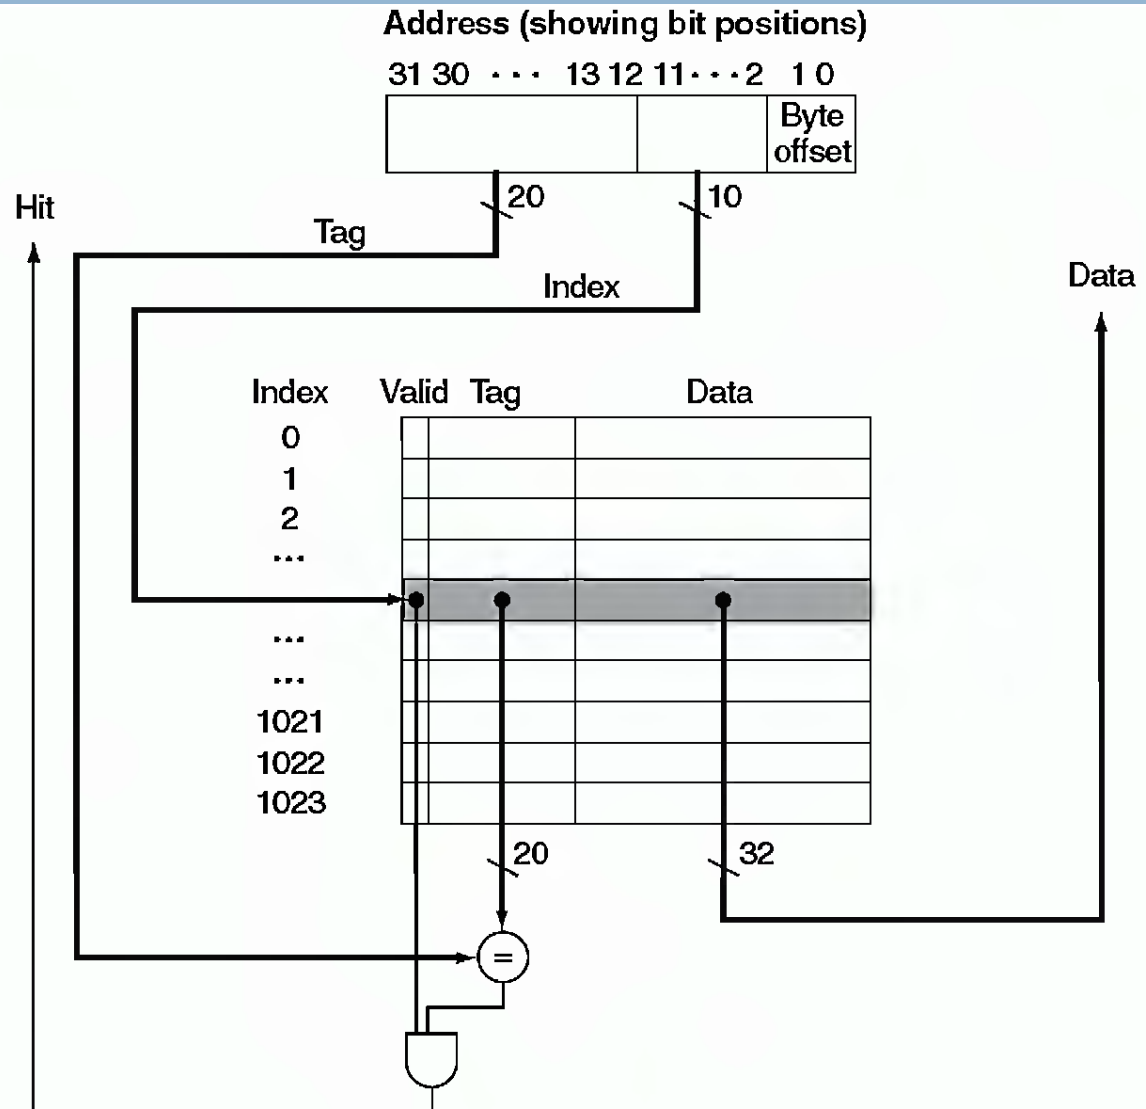 Address (showing bit positions)
31 30 ··· 13 12 11 ··· 2 1 0
Byte
offset
20
10
Hit
Tag
Index
Data
Index Valid Tag Data
0
1
2
...
...
...
1021
1022
1023
20
32
=